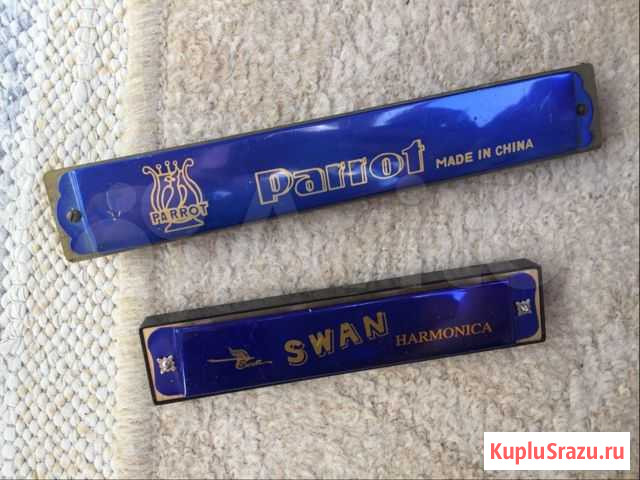 PARROT
Parrot MADE IN CHINA
SWAN HARMONICA
KupluSrazu.ru